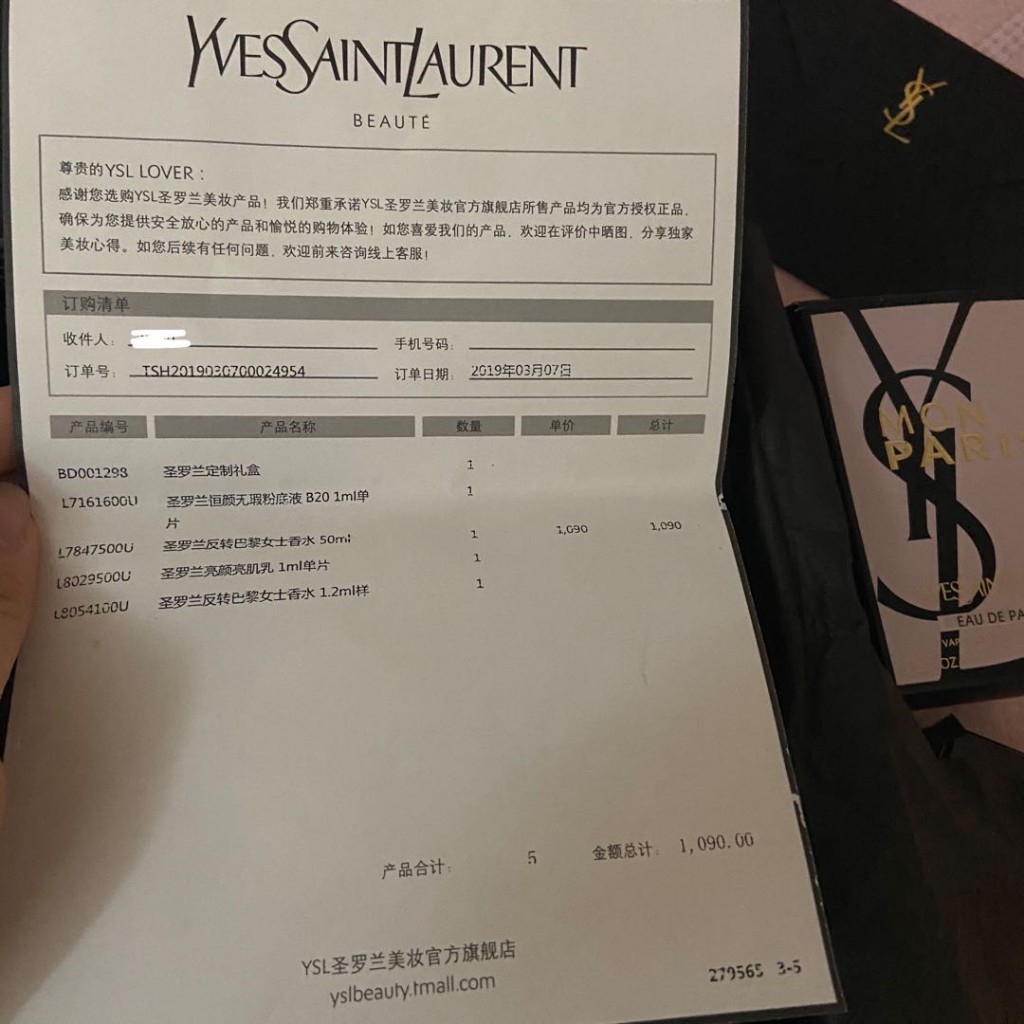 YVESSAINTLAURENT
BEAUTÉ
YSL
尊贵的YSL LOVER：
感谢您选购YSL圣罗兰美妆产品！我们郑重承诺YSL圣罗兰美妆官方旗舰店所售产品均为官方授权正品，
确保为您提供安全放心的产品和愉悦的购物体验！如您喜爱我们的产品，欢迎在评价中晒图，分享独家
美妆心得。如您后续有任何问题，欢迎前来咨询线上客服！
订购清单
收件人： 手机号码：
订单号： TSH2019030700024954 订单日期： 2019年03月07日
产品编号 产品名称 数量 单价 总计
BD001293 圣罗兰定制礼盒 1
L7161600U 圣罗兰恒颜无瑕粉底液 B20 1ml单
片 1
L7847500U 圣罗兰反转巴黎女士香水 50ml 1 1,090 1,090
L8029500U 圣罗兰亮颜亮肌乳 1ml单片 1
L8054100U 圣罗兰反转巴黎女士香水 1.2ml样 1
产品合计： 5 金额总计： 1,090.00
YSL圣罗兰美妆官方旗舰店
yslbeauty.tmall.com
279565 3-5
YSL
MON
PARI
EAU DE PA
OZ